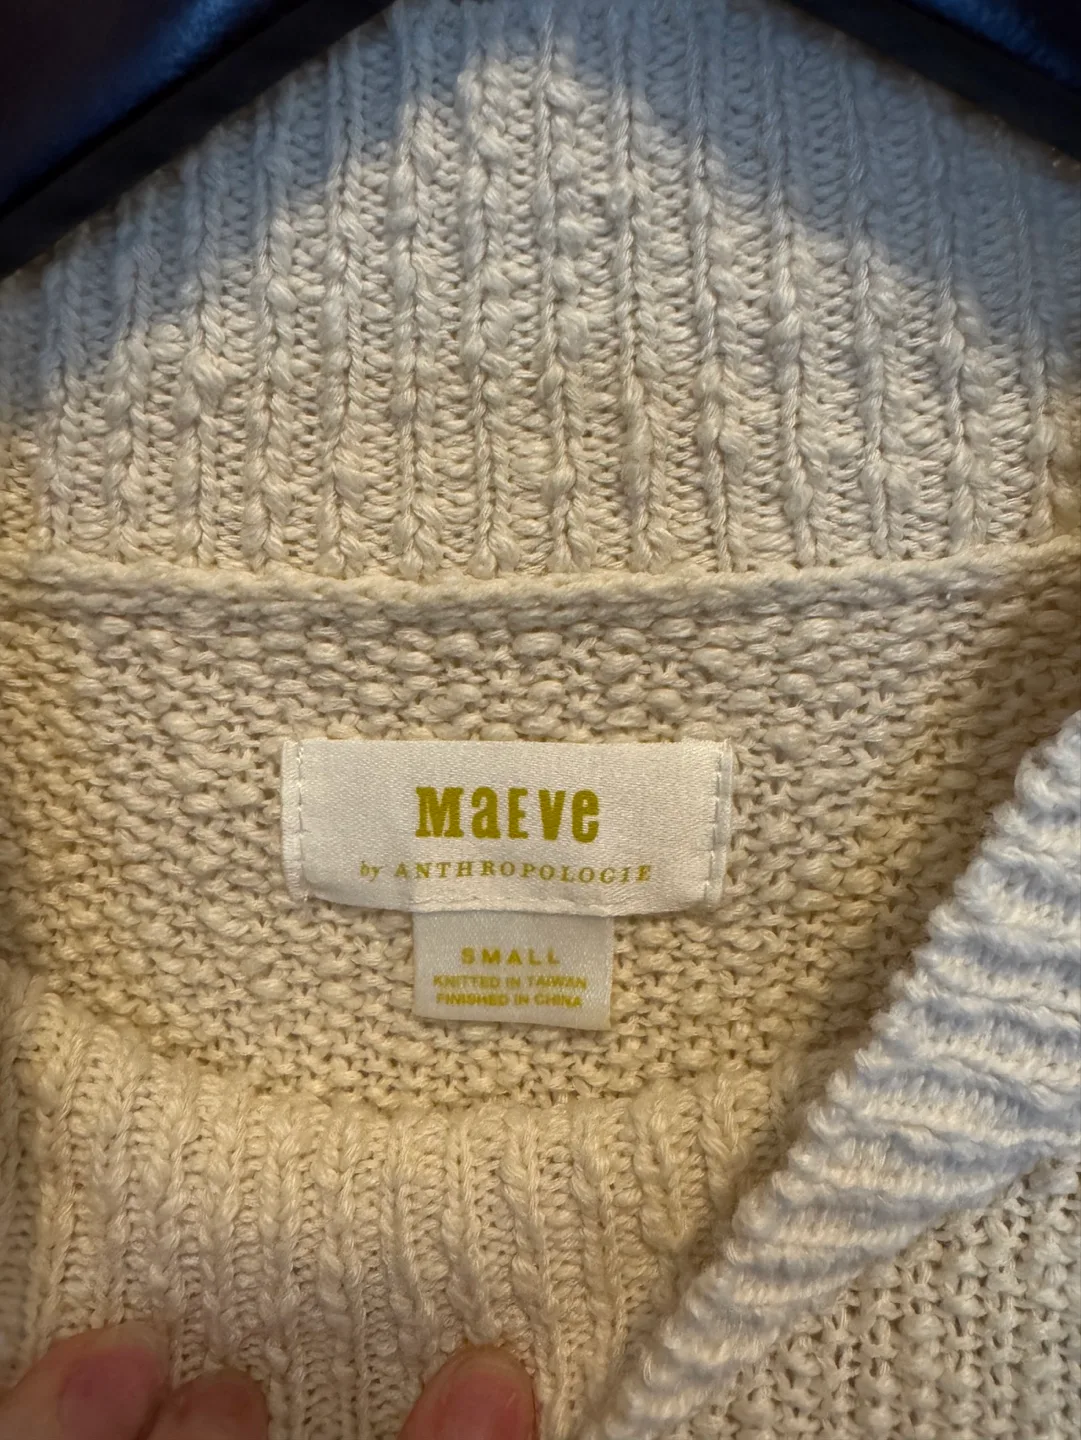 MaEve
by ANTHROPOLOGIE
SMALL
KNITTED IN TAIWAN
FINISHED IN CHINA